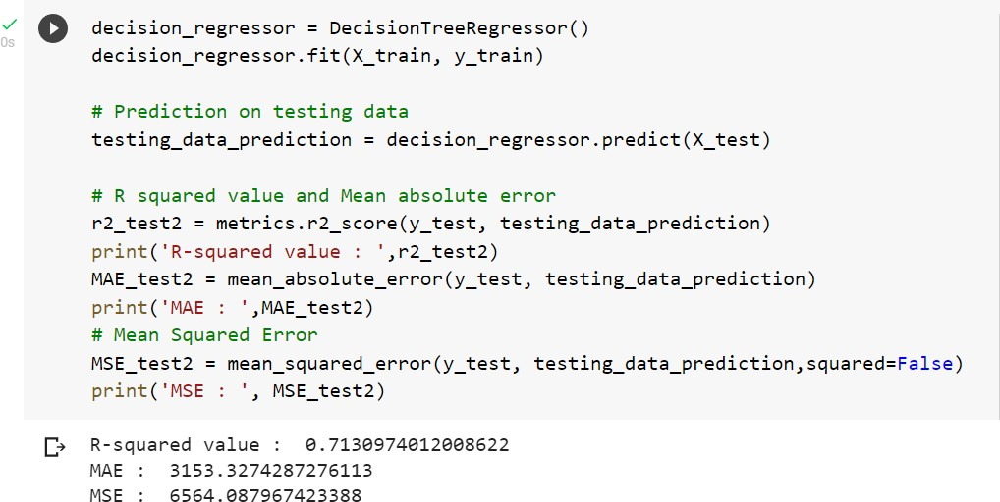 0s
decision_regressor = DecisionTreeRegressor()
decision_regressor.fit(X_train, y_train)
# Prediction on testing data
testing_data_prediction = decision_regressor.predict(X_test)
# R squared value and Mean absolute error
r2_test2 = metrics.r2_score(y_test, testing_data_prediction)
print('R-squared value : ',r2_test2)
MAE_test2 = mean_absolute_error(y_test, testing_data_prediction)
print('MAE : ',MAE_test2)
# Mean Squared Error
MSE_test2 = mean_squared_error(y_test, testing_data_prediction,squared=False)
print('MSE : ', MSE_test2)
R-squared value :  0.7130974012008622
MAE :  3153.3274287276113
MSE :  6564.087967423388